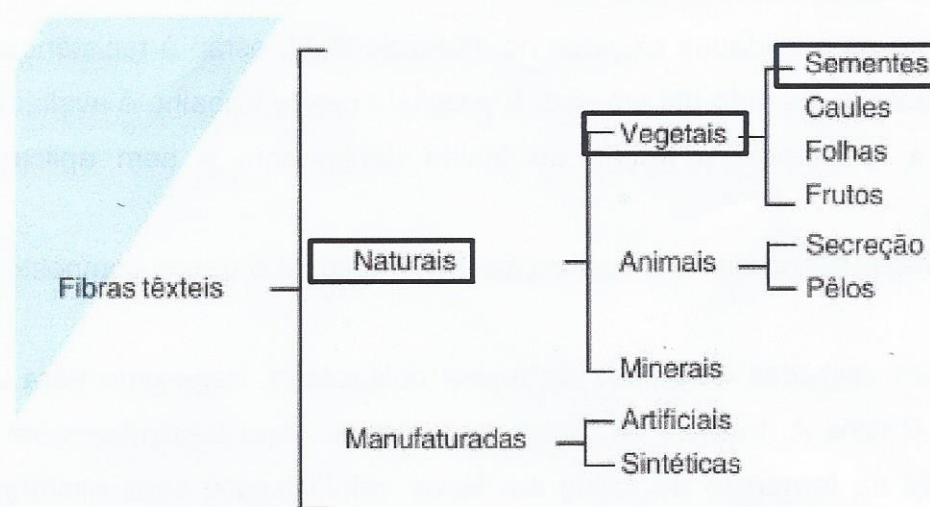 Sementes
Vegetais
Caules
Folhas
Frutos
Naturais
Animais
Secreção
Pêlos
Fibras têxteis
Minerais
Manufaturadas
Artificiais
Sintéticas